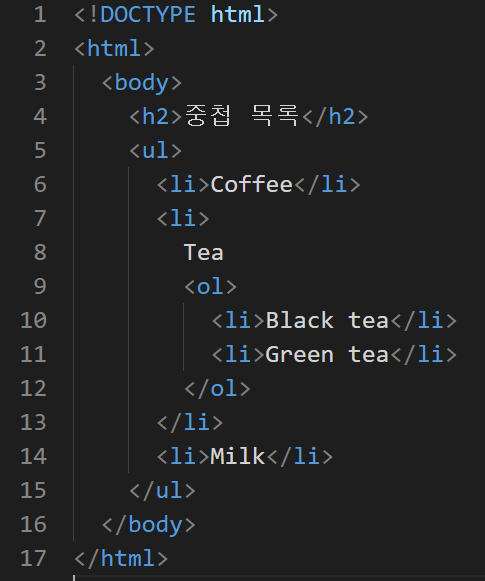 1 <!DOCTYPE html>
2 <html>
3   <body>
4     <h2>중첩 목록</h2>
5     <ul>
6       <li>Coffee</li>
7       <li>
8         Tea
9         <ol>
10           <li>Black tea</li>
11           <li>Green tea</li>
12         </ol>
13       </li>
14       <li>Milk</li>
15     </ul>
16   </body>
17 </html>